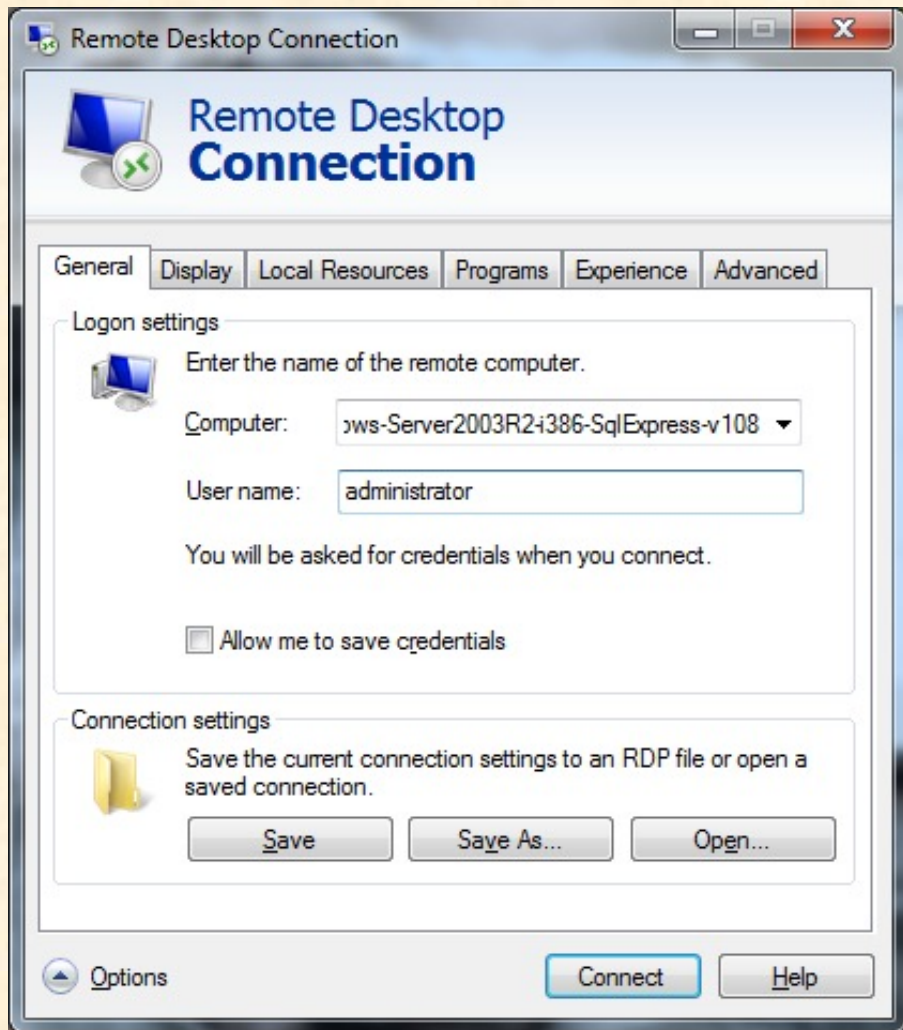 Remote Desktop Connection
Remote Desktop
Connection
General Display Local Resources Programs Experience Advanced
Logon settings
Enter the name of the remote computer.
Computer: ows-Server2003R2-i386-SqlExpress-v108
User name: administrator
You will be asked for credentials when you connect.
Allow me to save credentials
Connection settings
Save the current connection settings to an RDP file or open a
saved connection.
Save Save As... Open...
Options Connect Help